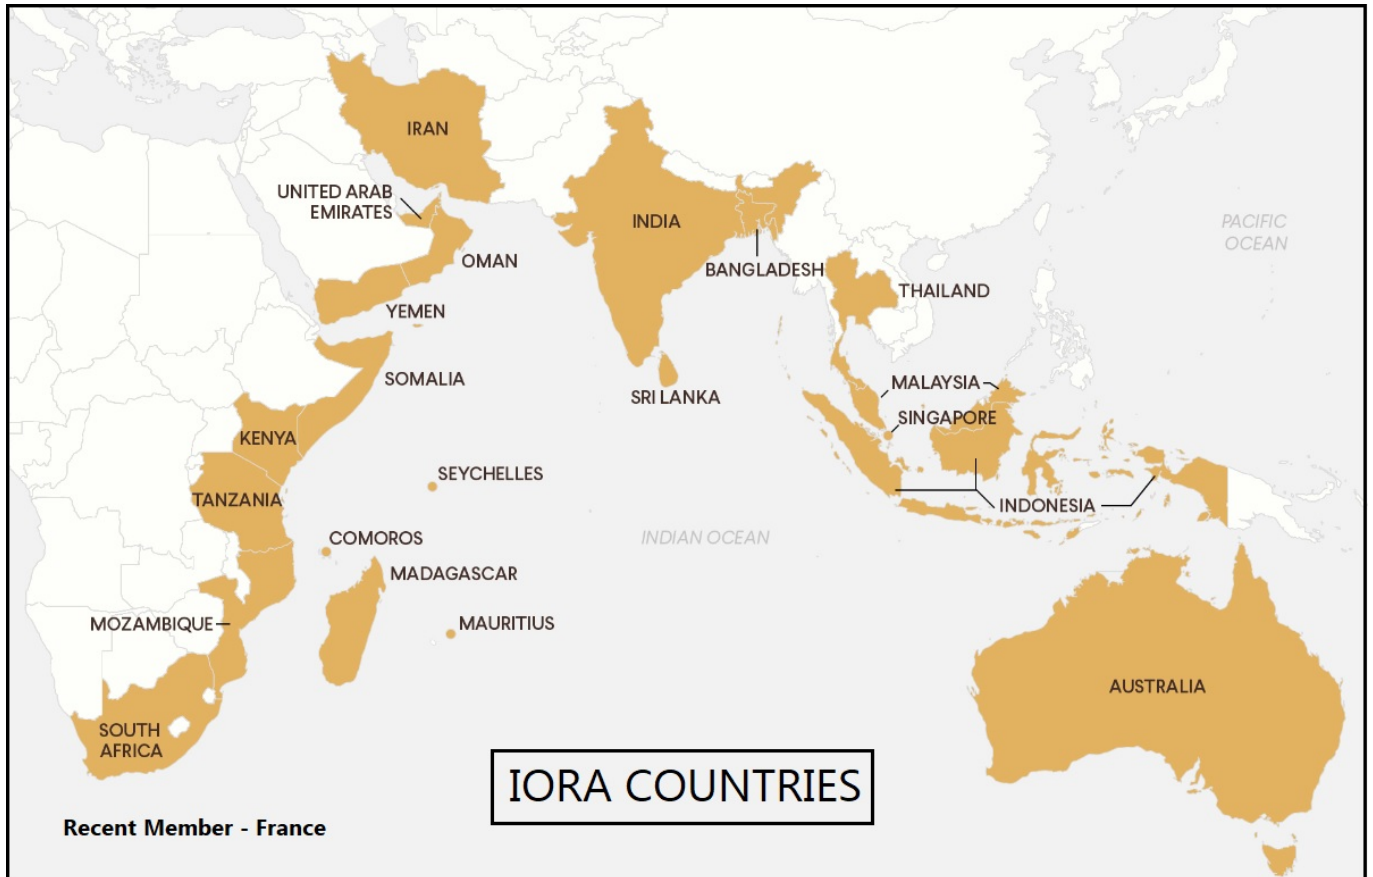 IRAN
UNITED ARAB
EMIRATES
INDIA
PACIFIC
OCEAN
OMAN
BANGLADESH
THAILAND
YEMEN
SOMALIA
MALAYSIA
SRI LANKA
SINGAPORE
KENYA
SEYCHELLES
TANZANIA
INDONESIA
COMOROS
INDIAN OCEAN
MADAGASCAR
MOZAMBIQUE
MAURITIUS
AUSTRALIA
SOUTH
AFRICA
IORA COUNTRIES
Recent Member - France